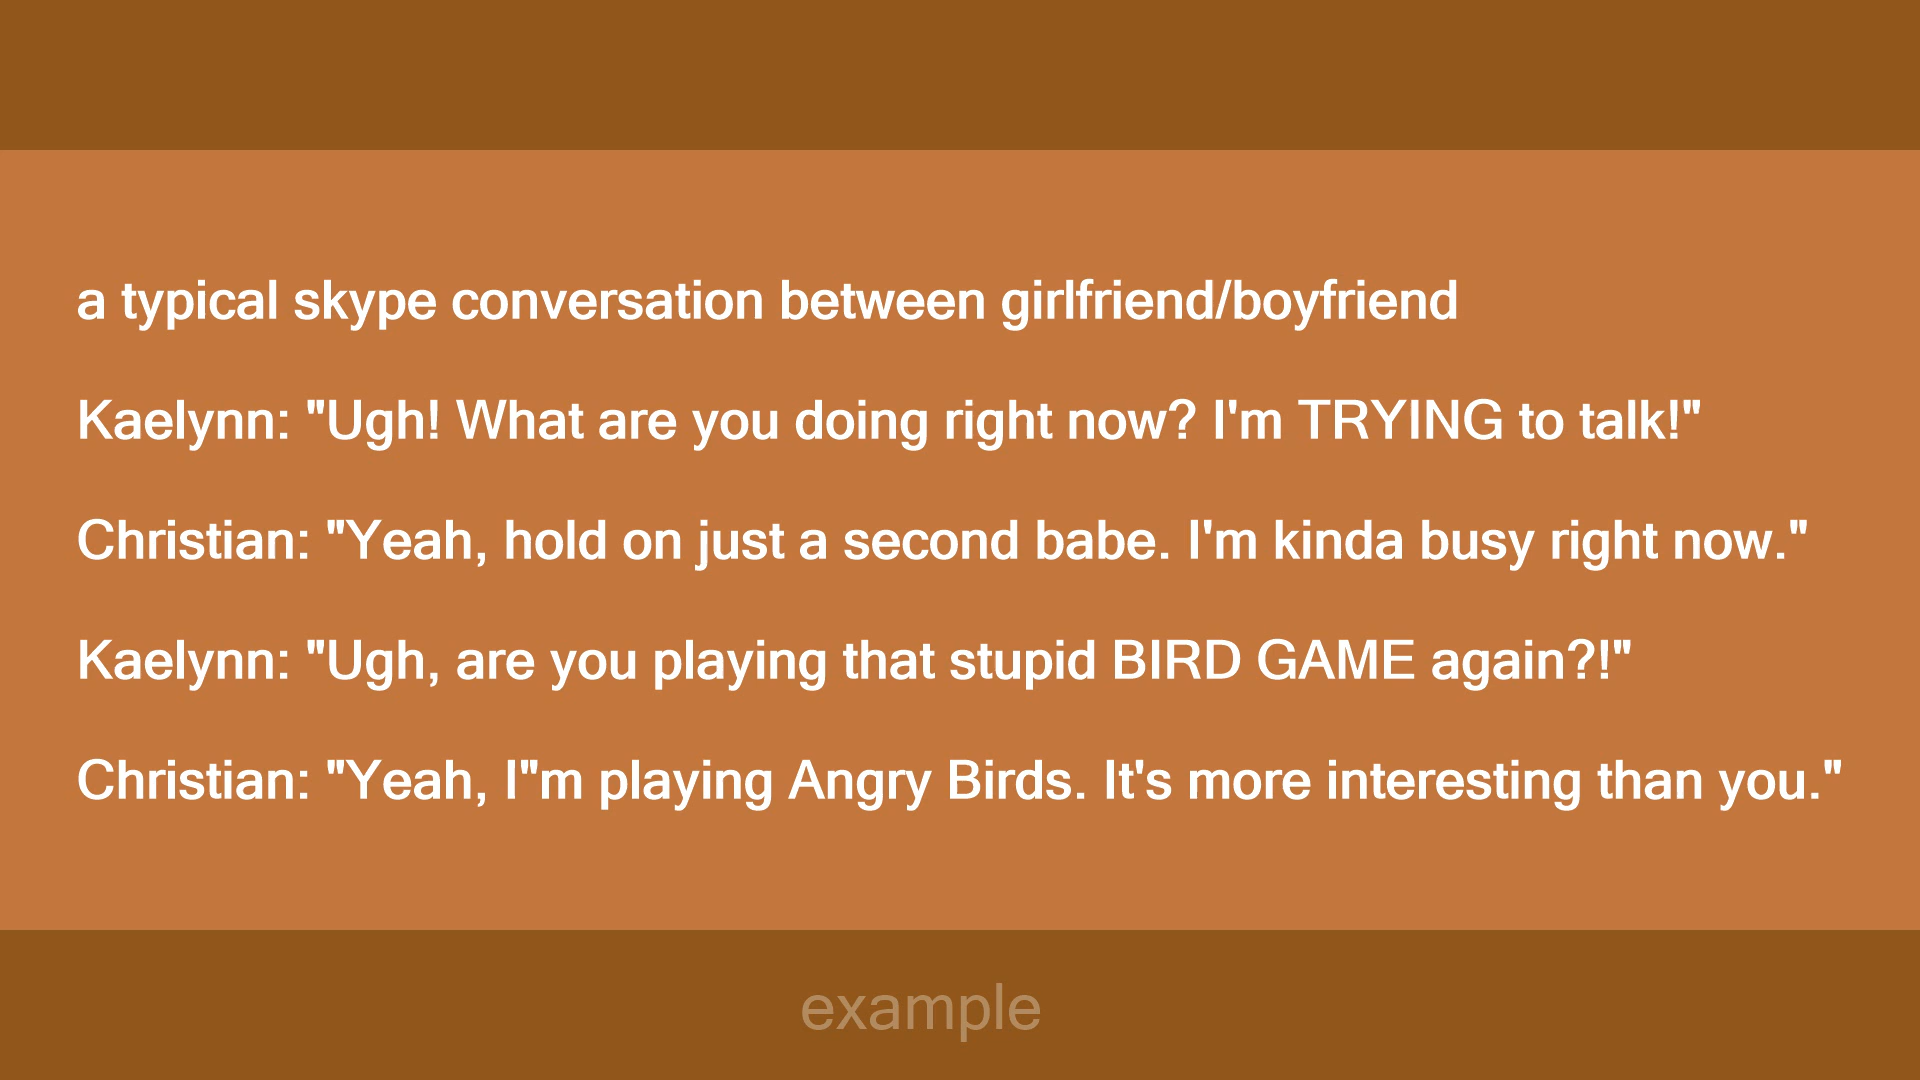 a typical skype conversation between girlfriend/boyfriend
Kaelynn: "Ugh! What are you doing right now? I'm TRYING to talk!"
Christian: "Yeah, hold on just a second babe. I'm kinda busy right now."
Kaelynn: "Ugh, are you playing that stupid BIRD GAME again?!"
Christian: "Yeah, I"m playing Angry Birds. It's more interesting than you."
example